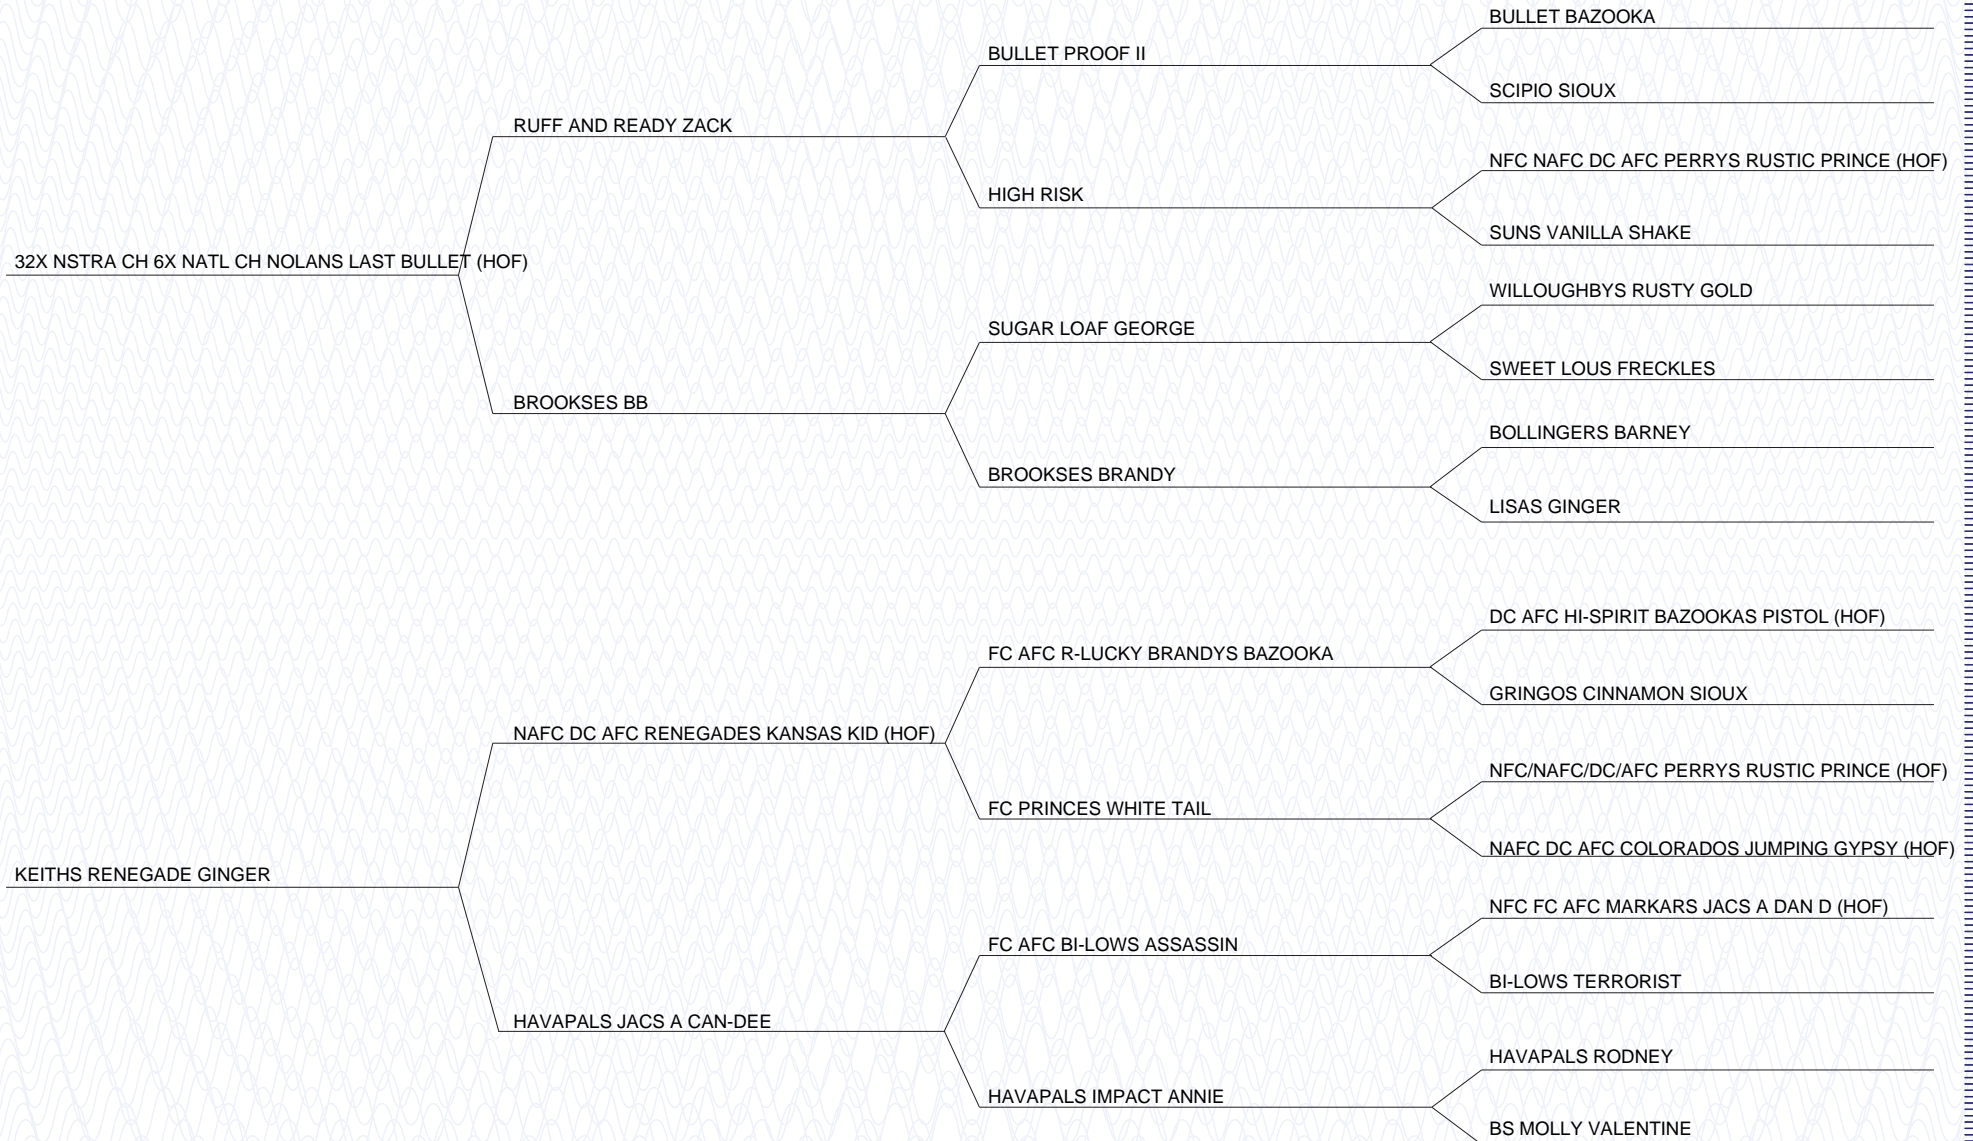 BULLET BAZOOKA
BULLET PROOF II
SCIPIO SIOUX
RUFF AND READY ZACK
NFC NAFC DC AFC PERRYS RUSTIC PRINCE (HOF)
HIGH RISK
SUNS VANILLA SHAKE
32X NSTRA CH 6X NATL CH NOLANS LAST BULLET (HOF)
WILLOUGHBYS RUSTY GOLD
SUGAR LOAF GEORGE
SWEET LOUS FRECKLES
BROOKSES BB
BOLLINGERS BARNEY
BROOKSES BRANDY
LISAS GINGER
DC AFC HI-SPIRIT BAZOOKAS PISTOL (HOF)
FC AFC R-LUCKY BRANDYS BAZOOKA
GRINGOS CINNAMON SIOUX
NAFC DC AFC RENEGADES KANSAS KID (HOF)
NFC/NAFC/DC/AFC PERRYS RUSTIC PRINCE (HOF)
FC PRINCES WHITE TAIL
NAFC DC AFC COLORADOS JUMPING GYPSY (HOF)
KEITHS RENEGADE GINGER
NFC FC AFC MARKARS JACS A DAN D (HOF)
FC AFC BI-LOWS ASSASSIN
BI-LOWS TERRORIST
HAVAPALS JACS A CAN-DEE
HAVAPALS RODNEY
HAVAPALS IMPACT ANNIE
BS MOLLY VALENTINE